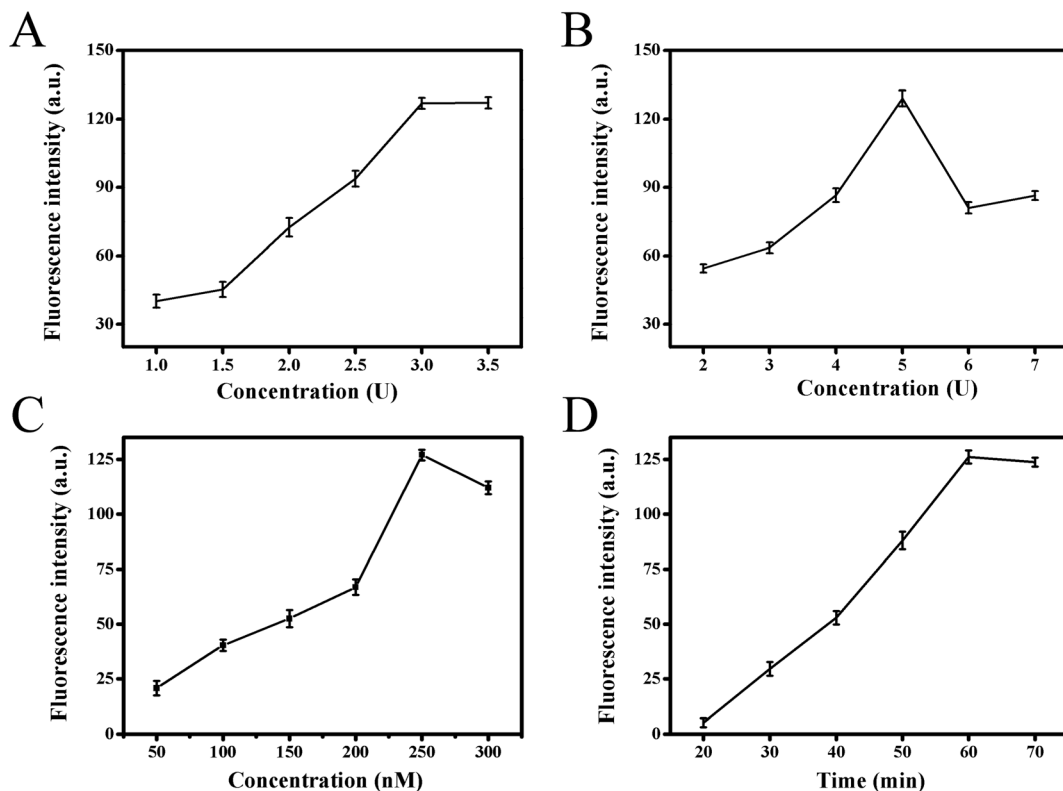 A
Fluorescence intensity (a.u.)
150
120
90
60
30
1.0 1.5 2.0 2.5 3.0 3.5
Concentration (U)
B
Fluorescence intensity (a.u.)
150
120
90
60
30
2 3 4 5 6 7
Concentration (U)
C
Fluorescence intensity (a.u.)
125
100
75
50
25
0
50 100 150 200 250 300
Concentration (nM)
D
Fluorescence intensity (a.u.)
125
100
75
50
25
0
20 30 40 50 60 70
Time (min)